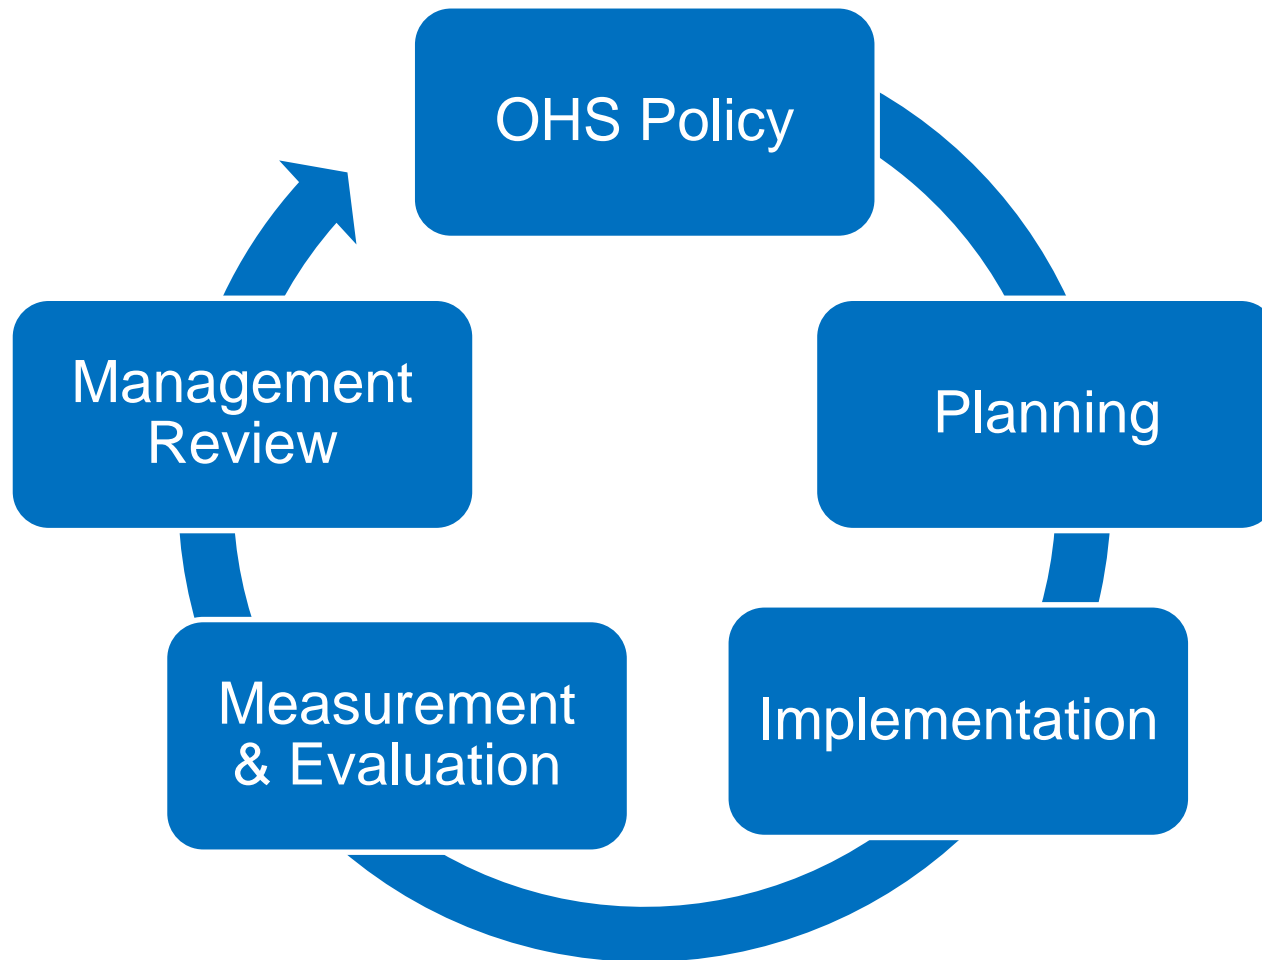 OHS Policy
Planning
Implementation
Measurement
& Evaluation
Management
Review